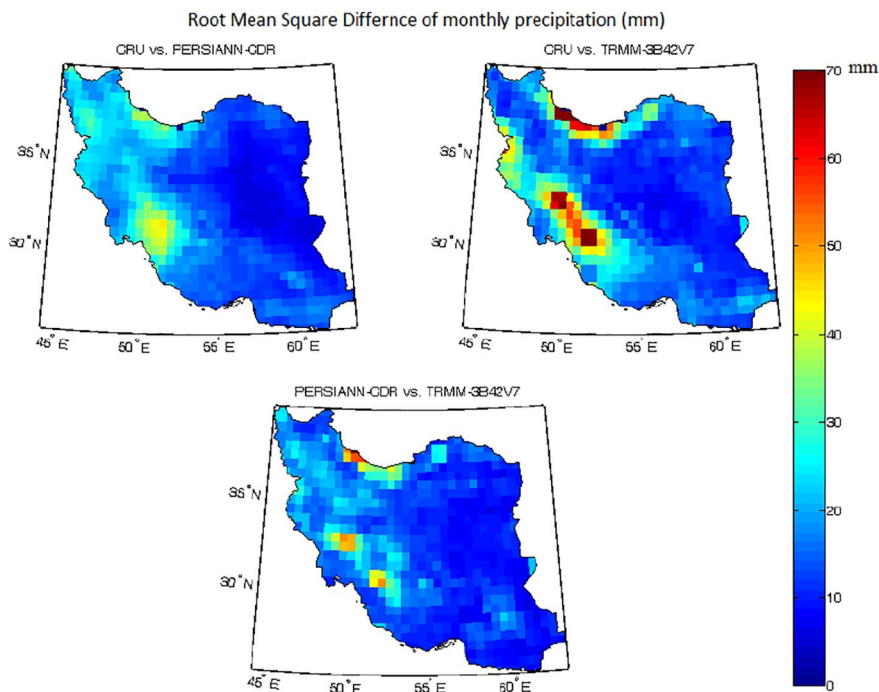 Root Mean Square Differnce of monthly precipitation (mm)
CRU vs. PERSIANN-CDR
35°N
30°N
45°E
50°E
55°E
60°E
CRU vs. TRMM-3B42V7
35°N
30°N
45°E
50°E
55°E
60°E
PERSIANN-CDR vs. TRMM-3B42V7
35°N
30°N
45°E
50°E
55°E
60°E
70 mm
60
50
40
30
20
10
0